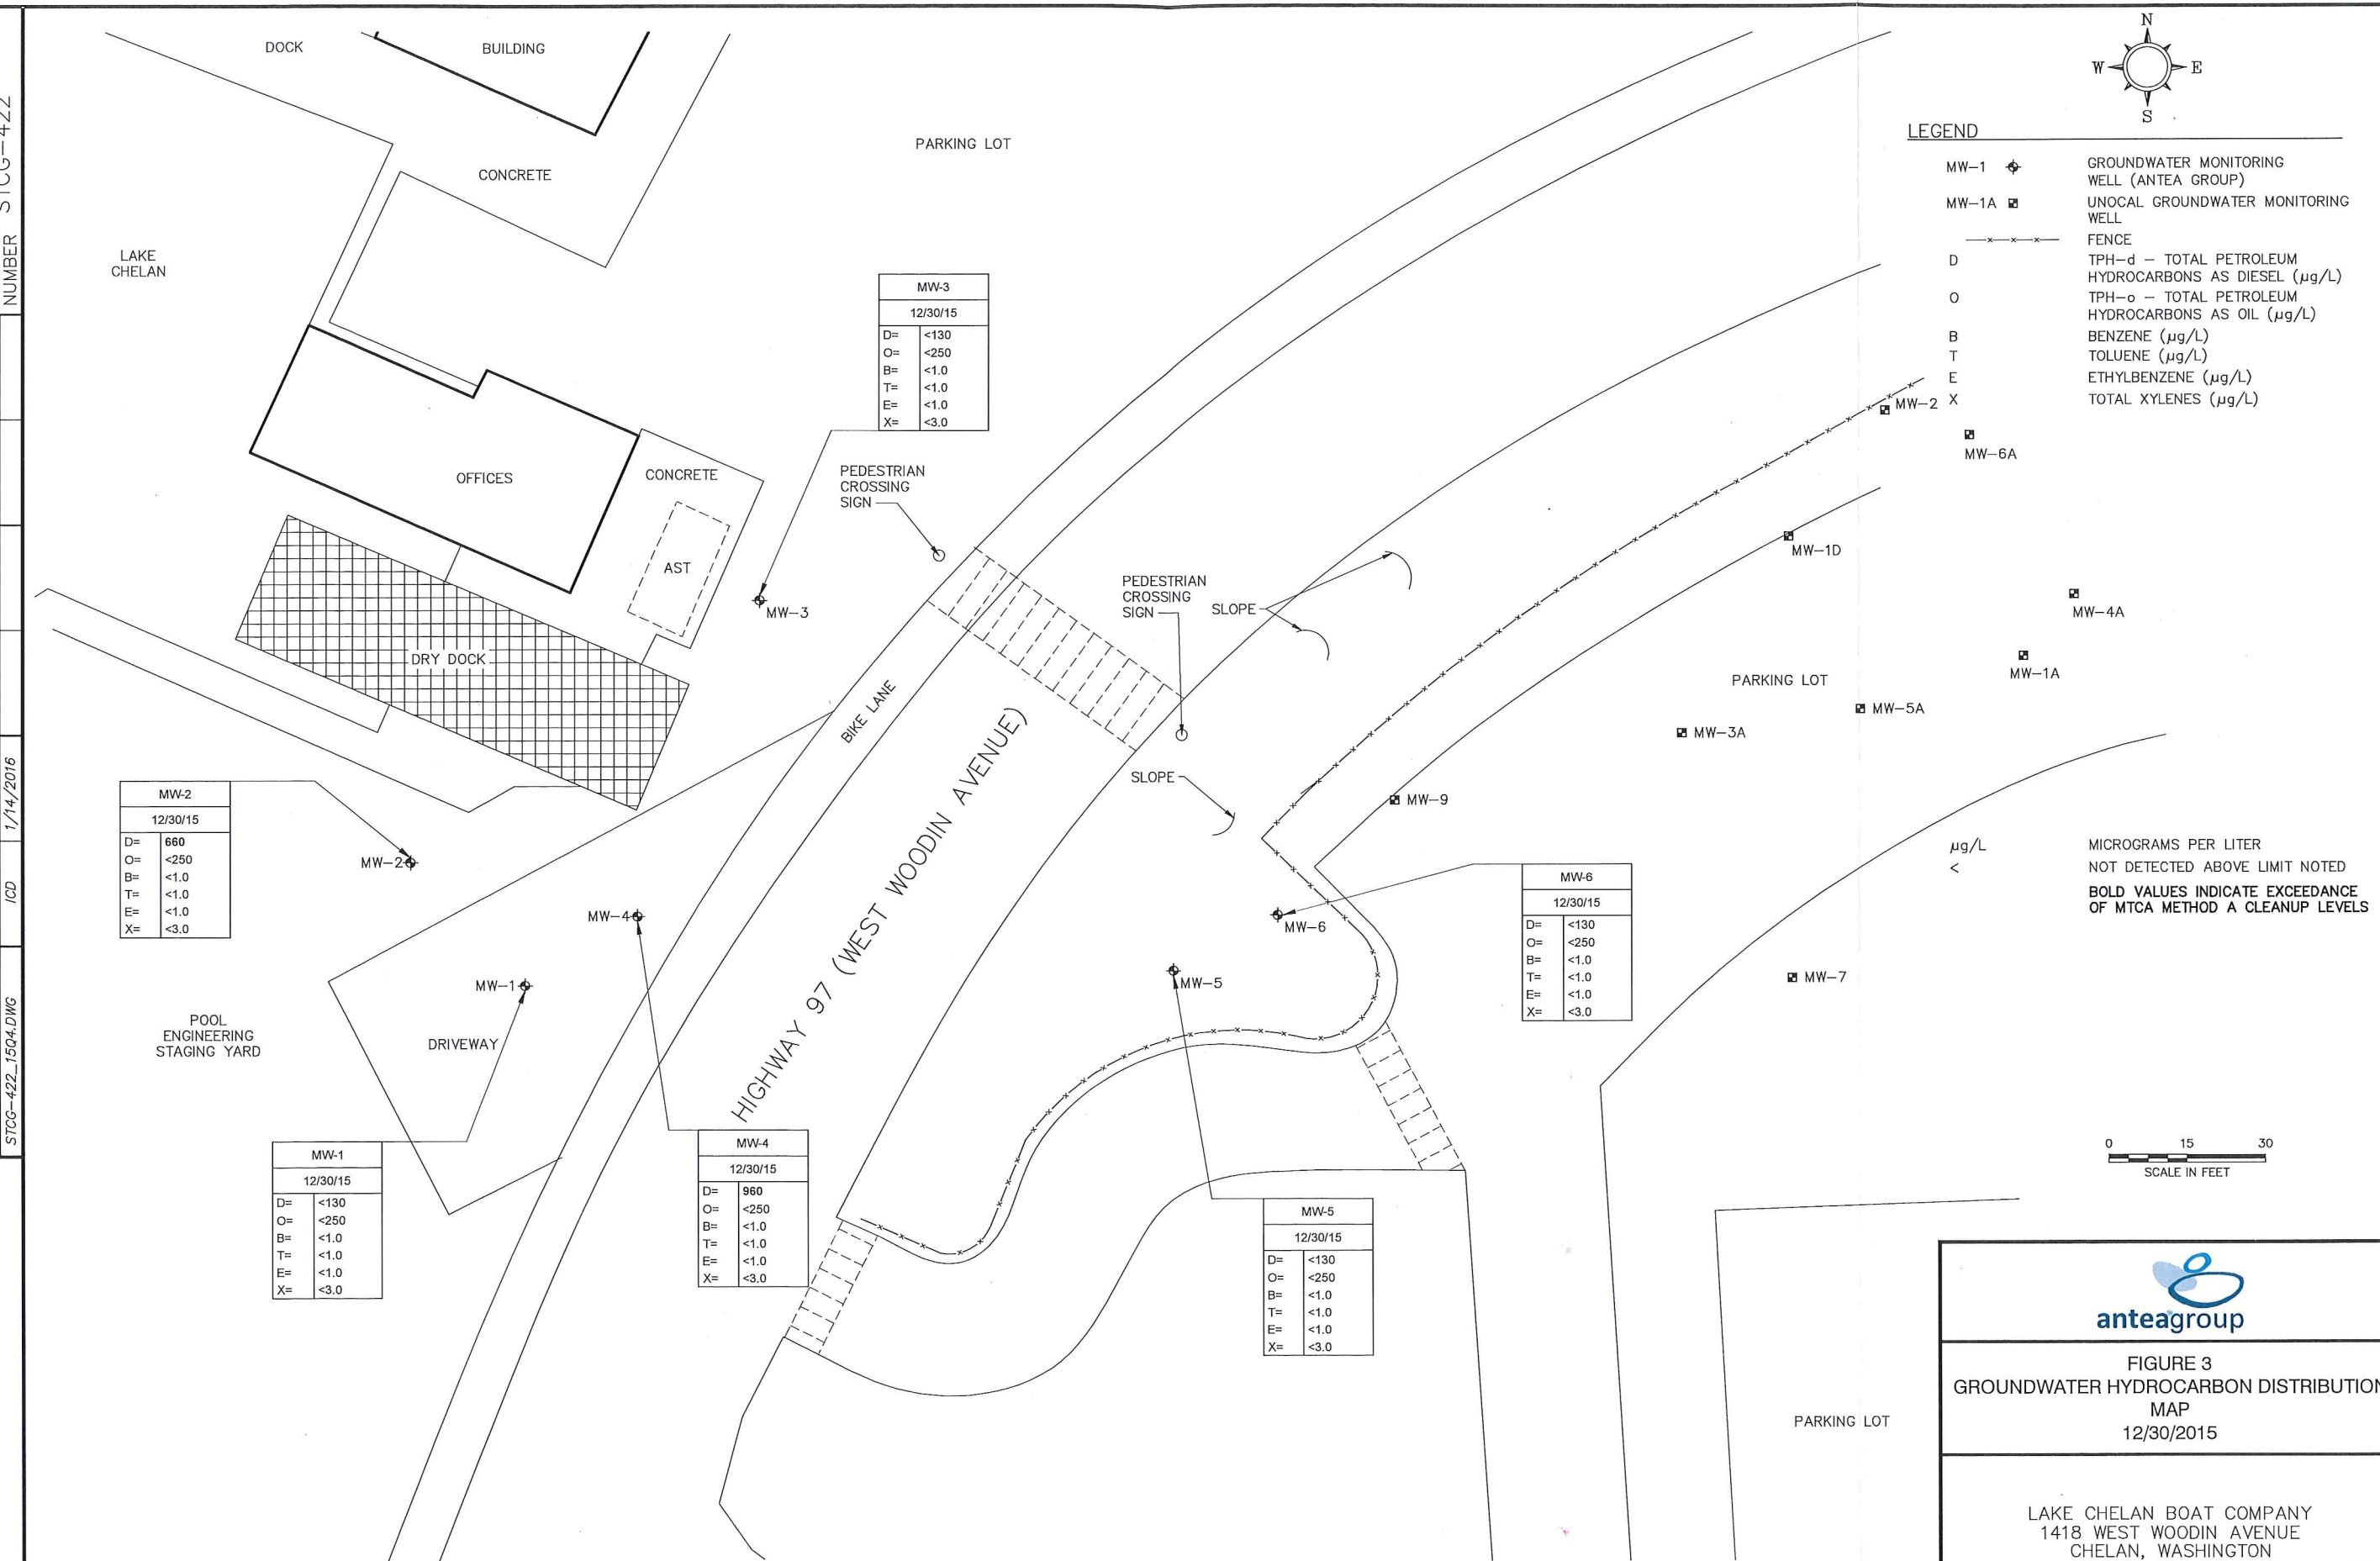 NUMBER STCG-422
1/14/2016
ICD
STCG-422_15Q4.DWG
DOCK
BUILDING
CONCRETE
PARKING LOT
LAKE
CHELAN
OFFICES
CONCRETE
AST
DRY DOCK
MW-3
12/30/15
D= <130
O= <250
B= <1.0
T= <1.0
E= <1.0
X= <3.0
PEDESTRIAN
CROSSING
SIGN
MW-3
PEDESTRIAN
CROSSING
SIGN
SLOPE
SLOPE
BIKE LANE
HIGHWAY 97 (WEST WOODIN AVENUE)
MW-2
12/30/15
D= 660
O= <250
B= <1.0
T= <1.0
E= <1.0
X= <3.0
MW-2
MW-4
MW-1
POOL
ENGINEERING
STAGING YARD
DRIVEWAY
MW-1
12/30/15
D= <130
O= <250
B= <1.0
T= <1.0
E= <1.0
X= <3.0
MW-4
12/30/15
D= 960
O= <250
B= <1.0
T= <1.0
E= <1.0
X= <3.0
MW-5
MW-6
MW-5
12/30/15
D= <130
O= <250
B= <1.0
T= <1.0
E= <1.0
X= <3.0
MW-6
12/30/15
D= <130
O= <250
B= <1.0
T= <1.0
E= <1.0
X= <3.0
MW-2
MW-6A
MW-1D
MW-4A
MW-1A
PARKING LOT
MW-5A
MW-3A
MW-9
MW-7
PARKING LOT
N
W E
S
LEGEND
MW-1 GROUNDWATER MONITORING
WELL (ANTEA GROUP)
MW-1A UNOCAL GROUNDWATER MONITORING
WELL
FENCE
D TPH-d - TOTAL PETROLEUM
HYDROCARBONS AS DIESEL (µg/L)
O TPH-o - TOTAL PETROLEUM
HYDROCARBONS AS OIL (µg/L)
B BENZENE (µg/L)
T TOLUENE (µg/L)
E ETHYLBENZENE (µg/L)
X TOTAL XYLENES (µg/L)
µg/L MICROGRAMS PER LITER
< NOT DETECTED ABOVE LIMIT NOTED
BOLD VALUES INDICATE EXCEEDANCE
OF MTCA METHOD A CLEANUP LEVELS
0 15 30
SCALE IN FEET
anteagroup
FIGURE 3
GROUNDWATER HYDROCARBON DISTRIBUTION
MAP
12/30/2015
LAKE CHELAN BOAT COMPANY
1418 WEST WOODIN AVENUE
CHELAN, WASHINGTON